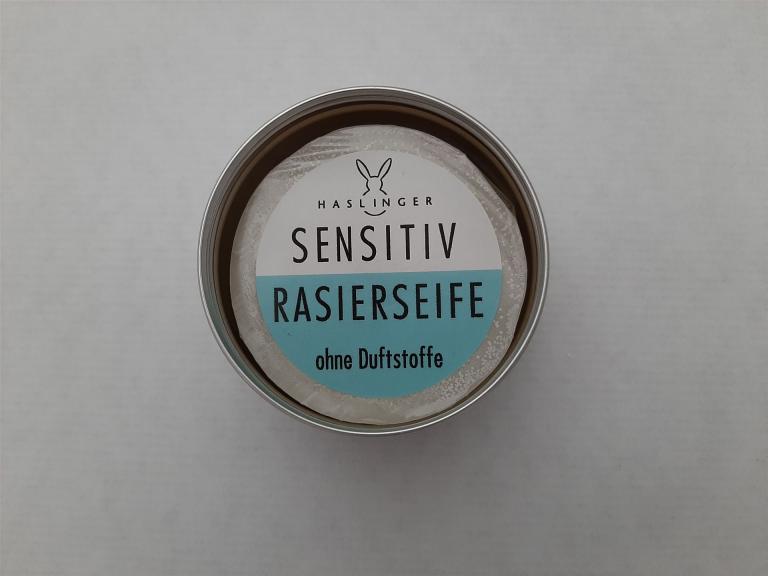 HASLINGER
SENSITIV
RASIERSEIFE
ohne Duftstoffe